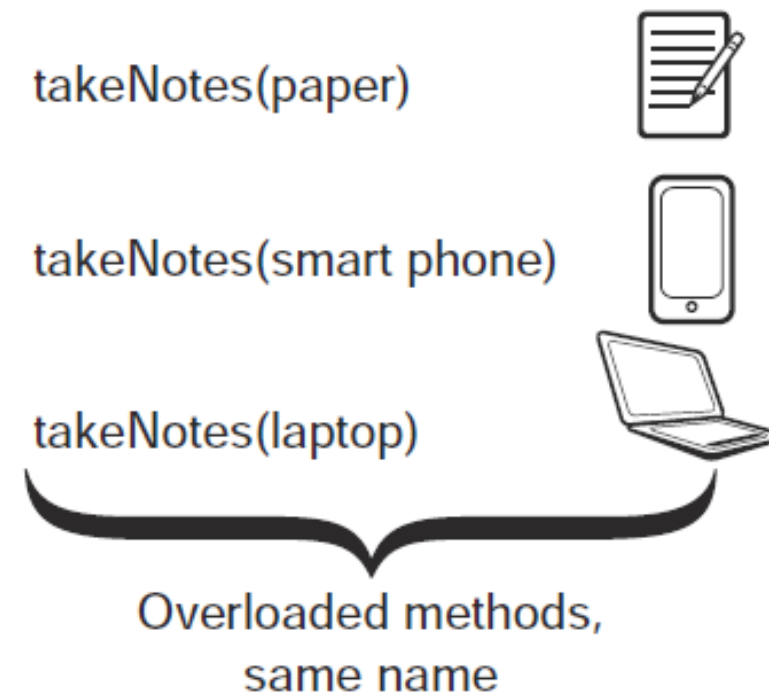 takeNotes(paper)
takeNotes(smart phone)
takeNotes(laptop)
Overloaded methods,
same name